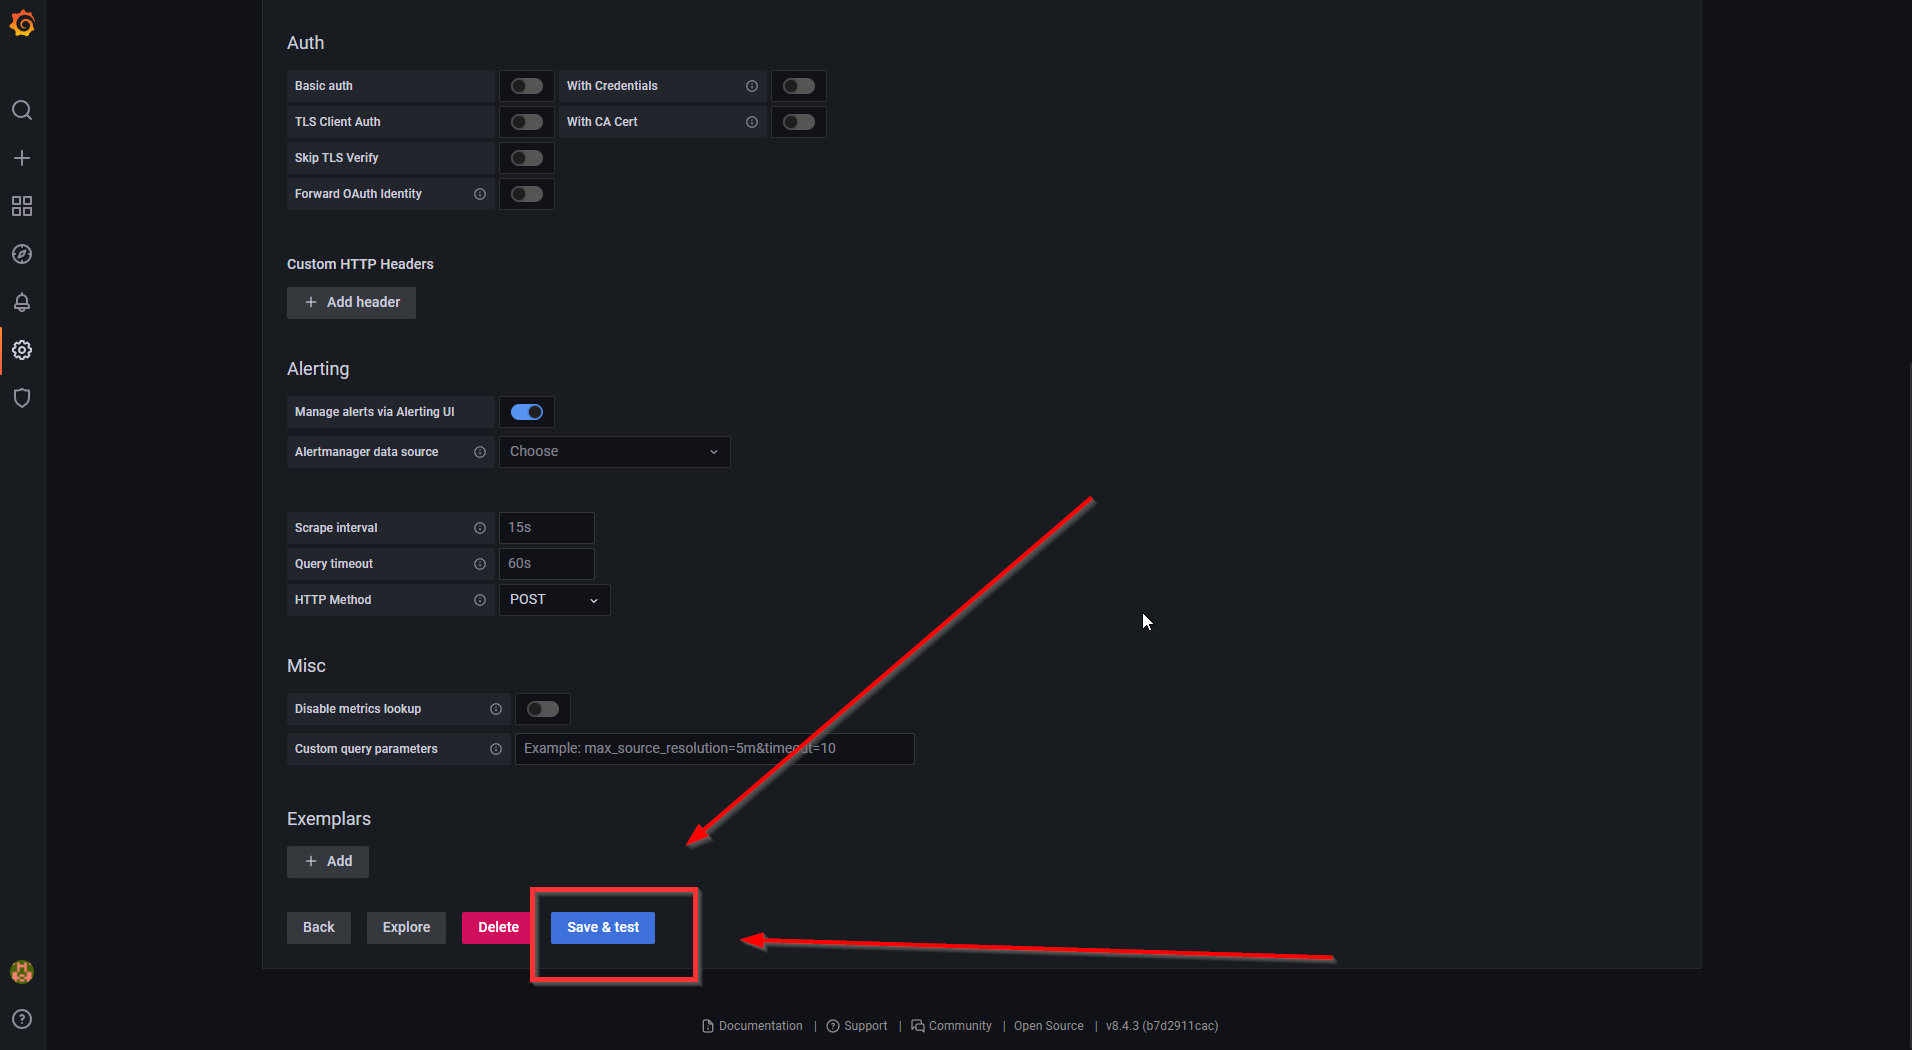 Auth
Basic auth With Credentials
TLS Client Auth With CA Cert
Skip TLS Verify
Forward OAuth Identity
Custom HTTP Headers
+ Add header
Alerting
Manage alerts via Alerting UI
Alertmanager data source Choose
Scrape interval 15s
Query timeout 60s
HTTP Method POST
Misc
Disable metrics lookup
Custom query parameters Example: max_source_resolution=5m&timeout=10
Exemplars
+ Add
Back Explore Delete Save & test
Documentation | Support | Community | Open Source | v8.4.3 (b7d2911cac)